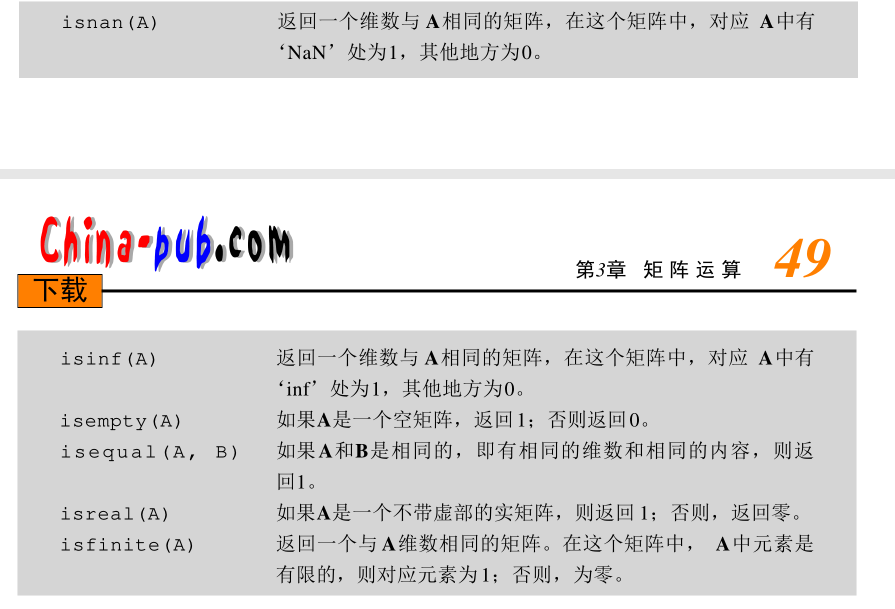 isnan(A) 返回一个维数与 A相同的矩阵，在这个矩阵中，对应 A中有
‘NaN’处为1，其他地方为0。
China-pub.com
下载
第3章 矩 阵 运 算 49
isinf(A) 返回一个维数与 A相同的矩阵，在这个矩阵中，对应 A中有
‘inf’处为1，其他地方为0。
isempty(A) 如果A是一个空矩阵，返回1；否则返回0。
isequal(A, B) 如果A和B是相同的，即有相同的维数和相同的内容，则返
回1。
isreal(A) 如果A是一个不带虚部的实矩阵，则返回 1；否则，返回零。
isfinite(A) 返回一个与 A维数相同的矩阵。在这个矩阵中， A中元素是
有限的，则对应元素为 1；否则，为零。